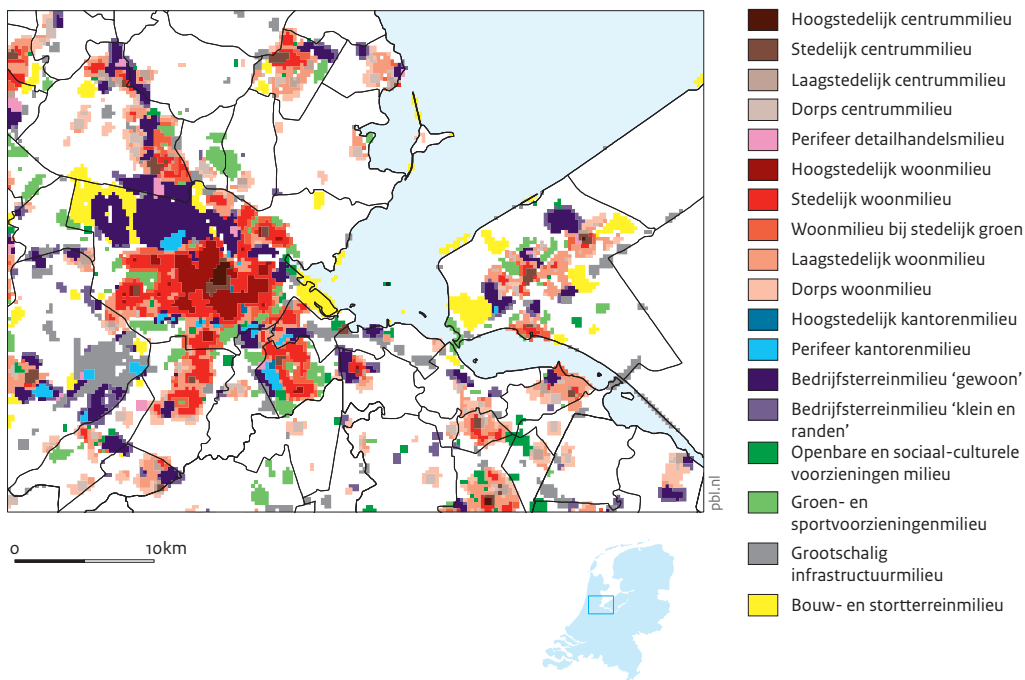 Hoogstedelijk centrummilieu
Stedelijk centrummilieu
Laagstedelijk centrummilieu
Dorps centrummilieu
Perifeer detailhandelsmilieu
Hoogstedelijk woonmilieu
Stedelijk woonmilieu
Woonmilieu bij stedelijk groen
Laagstedelijk woonmilieu
Dorps woonmilieu
Hoogstedelijk kantorenmilieu
Perifeer kantorenmilieu
Bedrijfsterreinmilieu ‘gewoon’
Bedrijfsterreinmilieu ‘klein en
randen’
Openbare en sociaal-culturele
voorzieningen milieu
Groen- en
sportvoorzieningenmilieu
Grootschalig
infrastructuurmilieu
Bouw- en stortterreinmilieu
pbl.nl
0 10km